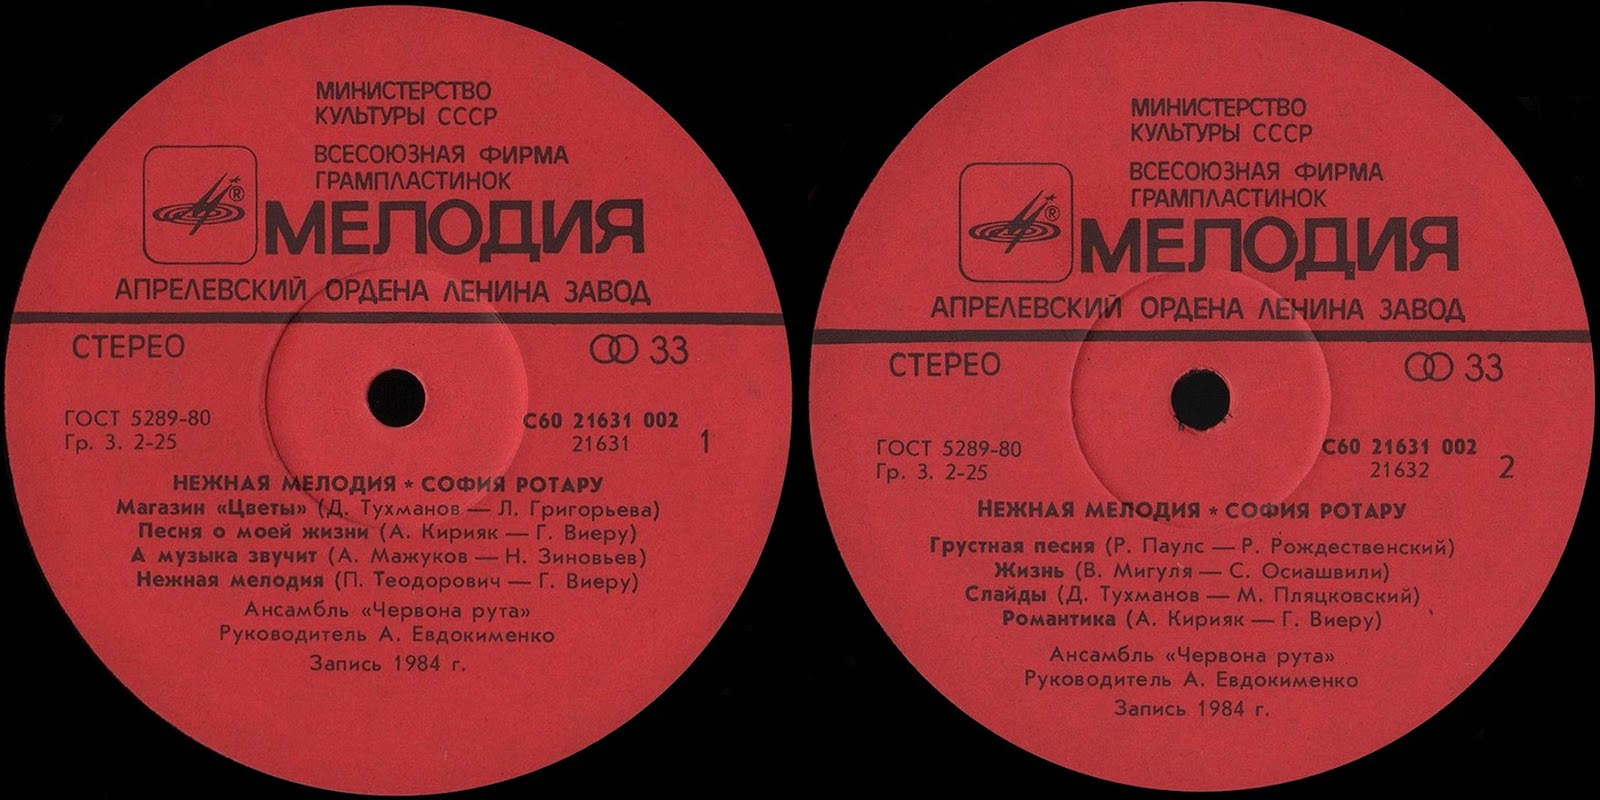 МИНИСТЕРСТВО
КУЛЬТУРЫ СССР
ВСЕСОЮЗНАЯ ФИРМА
ГРАМПЛАСТИНОК
®
МЕЛОДИЯ
АПРЕЛЕВСКИЙ ОРДЕНА ЛЕНИНА ЗАВОД
СТЕРЕО
33
ГОСТ 5289-80
Гр. 3. 2-25
С60 21631 002
21631
1
НЕЖНАЯ МЕЛОДИЯ * СОФИЯ РОТАРУ
Магазин «Цветы» (Д. Тухманов — Л. Григорьева)
Песня о моей жизни (А. Кирияк — Г. Виеру)
А музыка звучит (А. Мажуков — Н. Зиновьев)
Нежная мелодия (П. Теодорович — Г. Виеру)
Ансамбль «Червона рута»
Руководитель А. Евдокименко
Запись 1984 г.
МИНИСТЕРСТВО
КУЛЬТУРЫ СССР
ВСЕСОЮЗНАЯ ФИРМА
ГРАМПЛАСТИНОК
®
МЕЛОДИЯ
АПРЕЛЕВСКИЙ ОРДЕНА ЛЕНИНА ЗАВОД
СТЕРЕО
33
ГОСТ 5289-80
Гр. 3. 2-25
С60 21631 002
21632
2
НЕЖНАЯ МЕЛОДИЯ * СОФИЯ РОТАРУ
Грустная песня (Р. Паулс — Р. Рождественский)
Жизнь (В. Мигуля — С. Осиашвили)
Слайды (Д. Тухманов — М. Пляцковский)
Романтика (А. Кирияк — Г. Виеру)
Ансамбль «Червона рута»
Руководитель А. Евдокименко
Запись 1984 г.